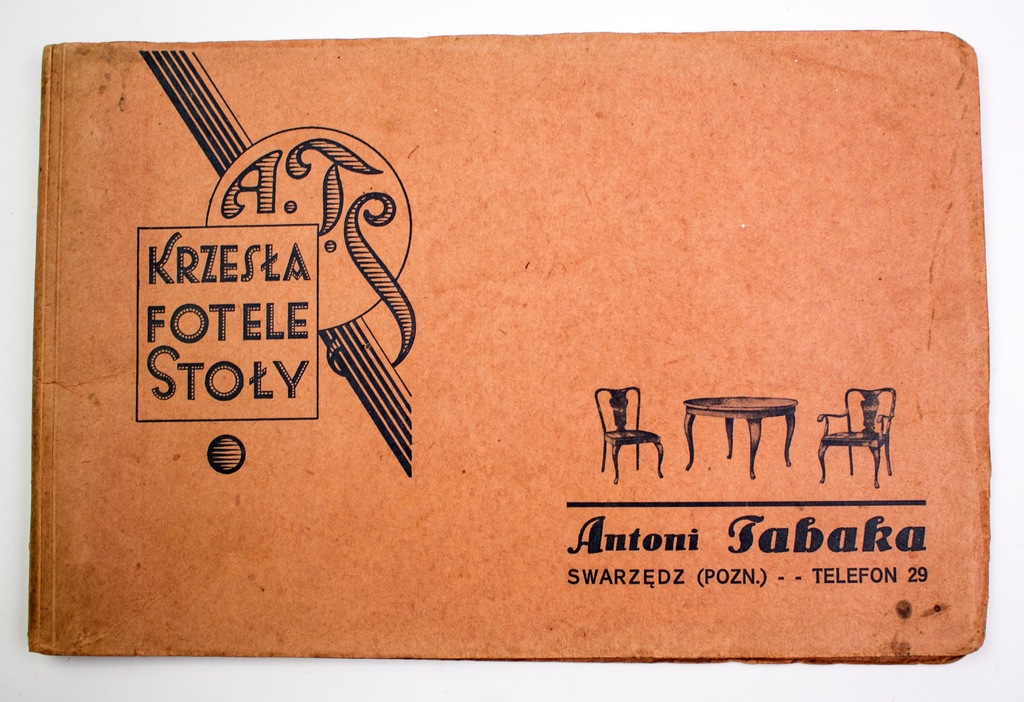 A. T. S
KRZESŁA
FOTELE
STOŁY
Antoni Tabaka
SWARZĘDZ (POZN.) - - TELEFON 29